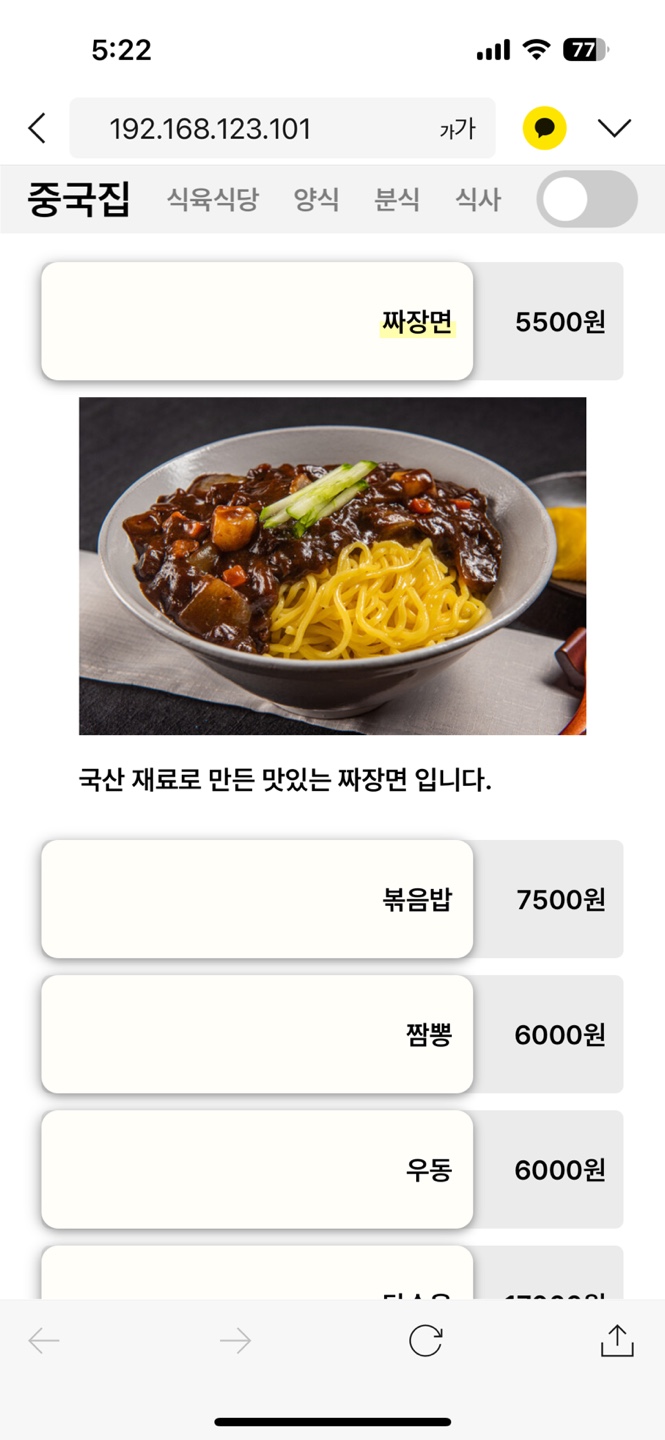 5:22
77
192.168.123.101
가가
중국집 식육식당 양식 분식 식사
짜장면 5500원
국산 재료로 만든 맛있는 짜장면 입니다.
볶음밥 7500원
짬뽕 6000원
우동 6000원